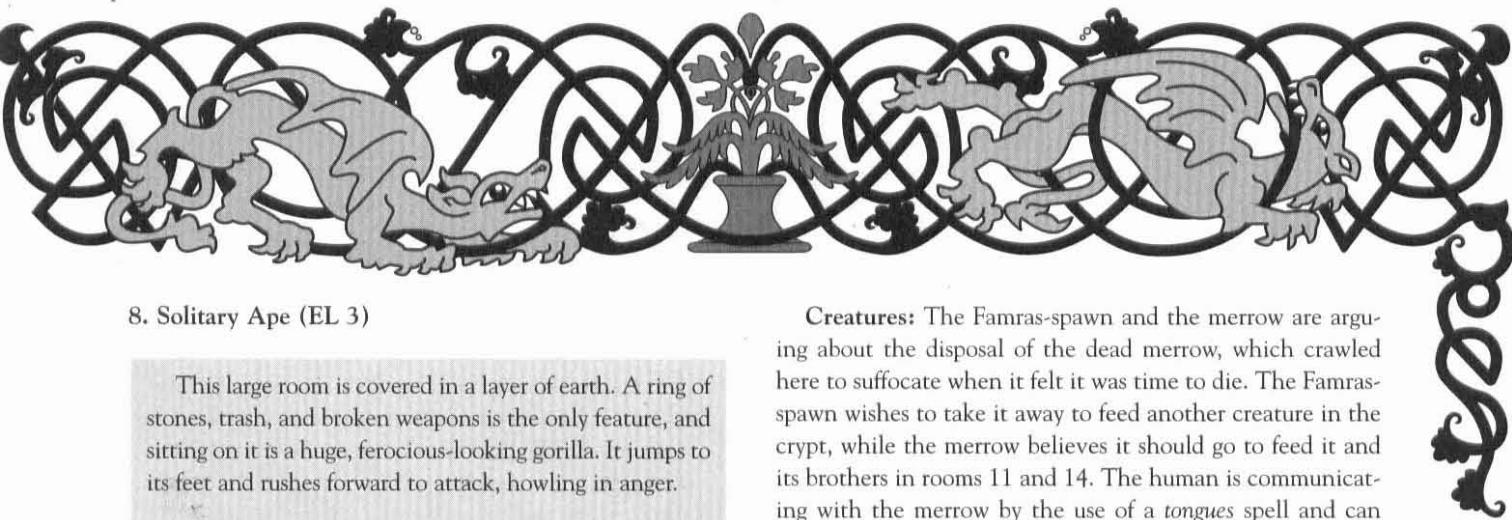 8. Solitary Ape (EL 3)
This large room is covered in a layer of earth. A ring of
stones, trash, and broken weapons is the only feature, and
sitting on it is a huge, ferocious-looking gorilla. It jumps to
its feet and rushes forward to attack, howling in anger.
Creatures: The Famras-spawn and the merrow are argu-
ing about the disposal of the dead merrow, which crawled
here to suffocate when it felt it was time to die. The Famras-
spawn wishes to take it away to feed another creature in the
crypt, while the merrow believes it should go to feed it and
its brothers in rooms 11 and 14. The human is communicat-
ing with the merrow by the use of a tongues spell and can